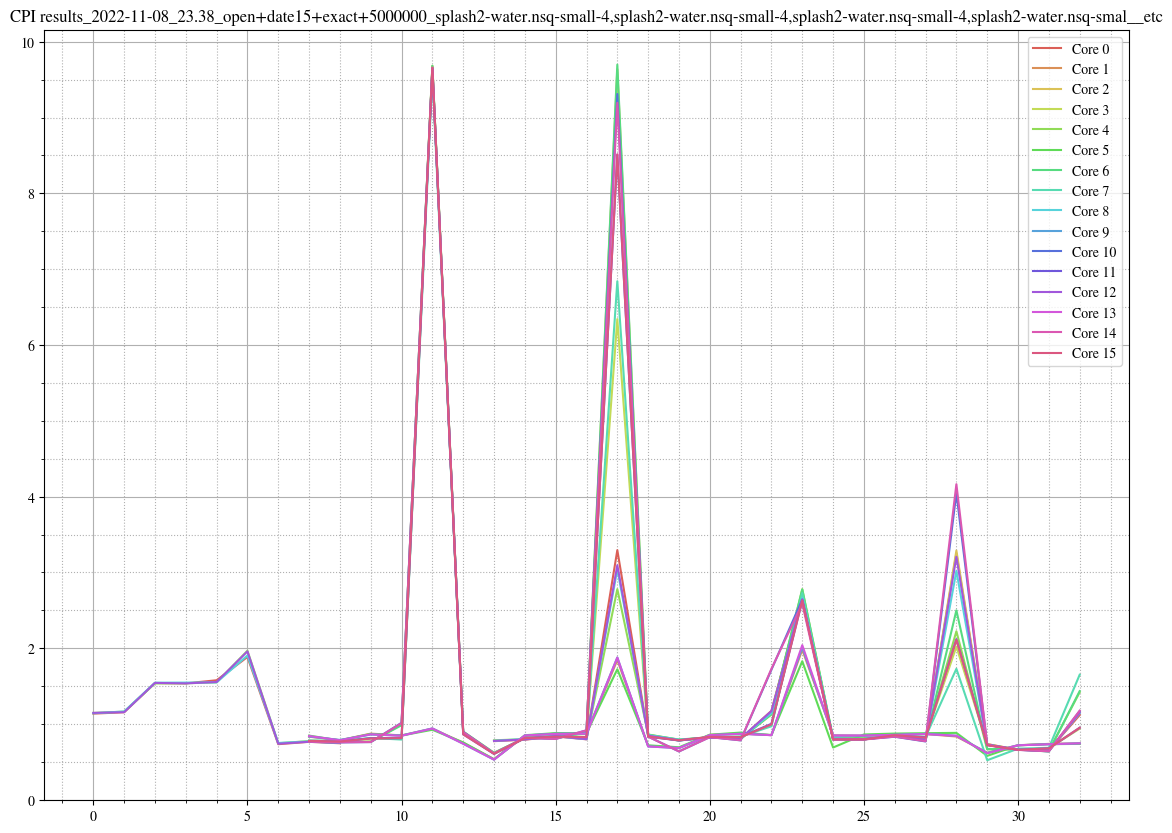 CPI results_2022-11-08_23.38_open+date15+exact+5000000_splash2-water.nsq-small-4,splash2-water.nsq-small-4,splash2-water.nsq-small-4,splash2-water.nsq-smal__etc
10
8
6
4
2
0
0
5
10
15
20
25
30
Core 0
Core 1
Core 2
Core 3
Core 4
Core 5
Core 6
Core 7
Core 8
Core 9
Core 10
Core 11
Core 12
Core 13
Core 14
Core 15